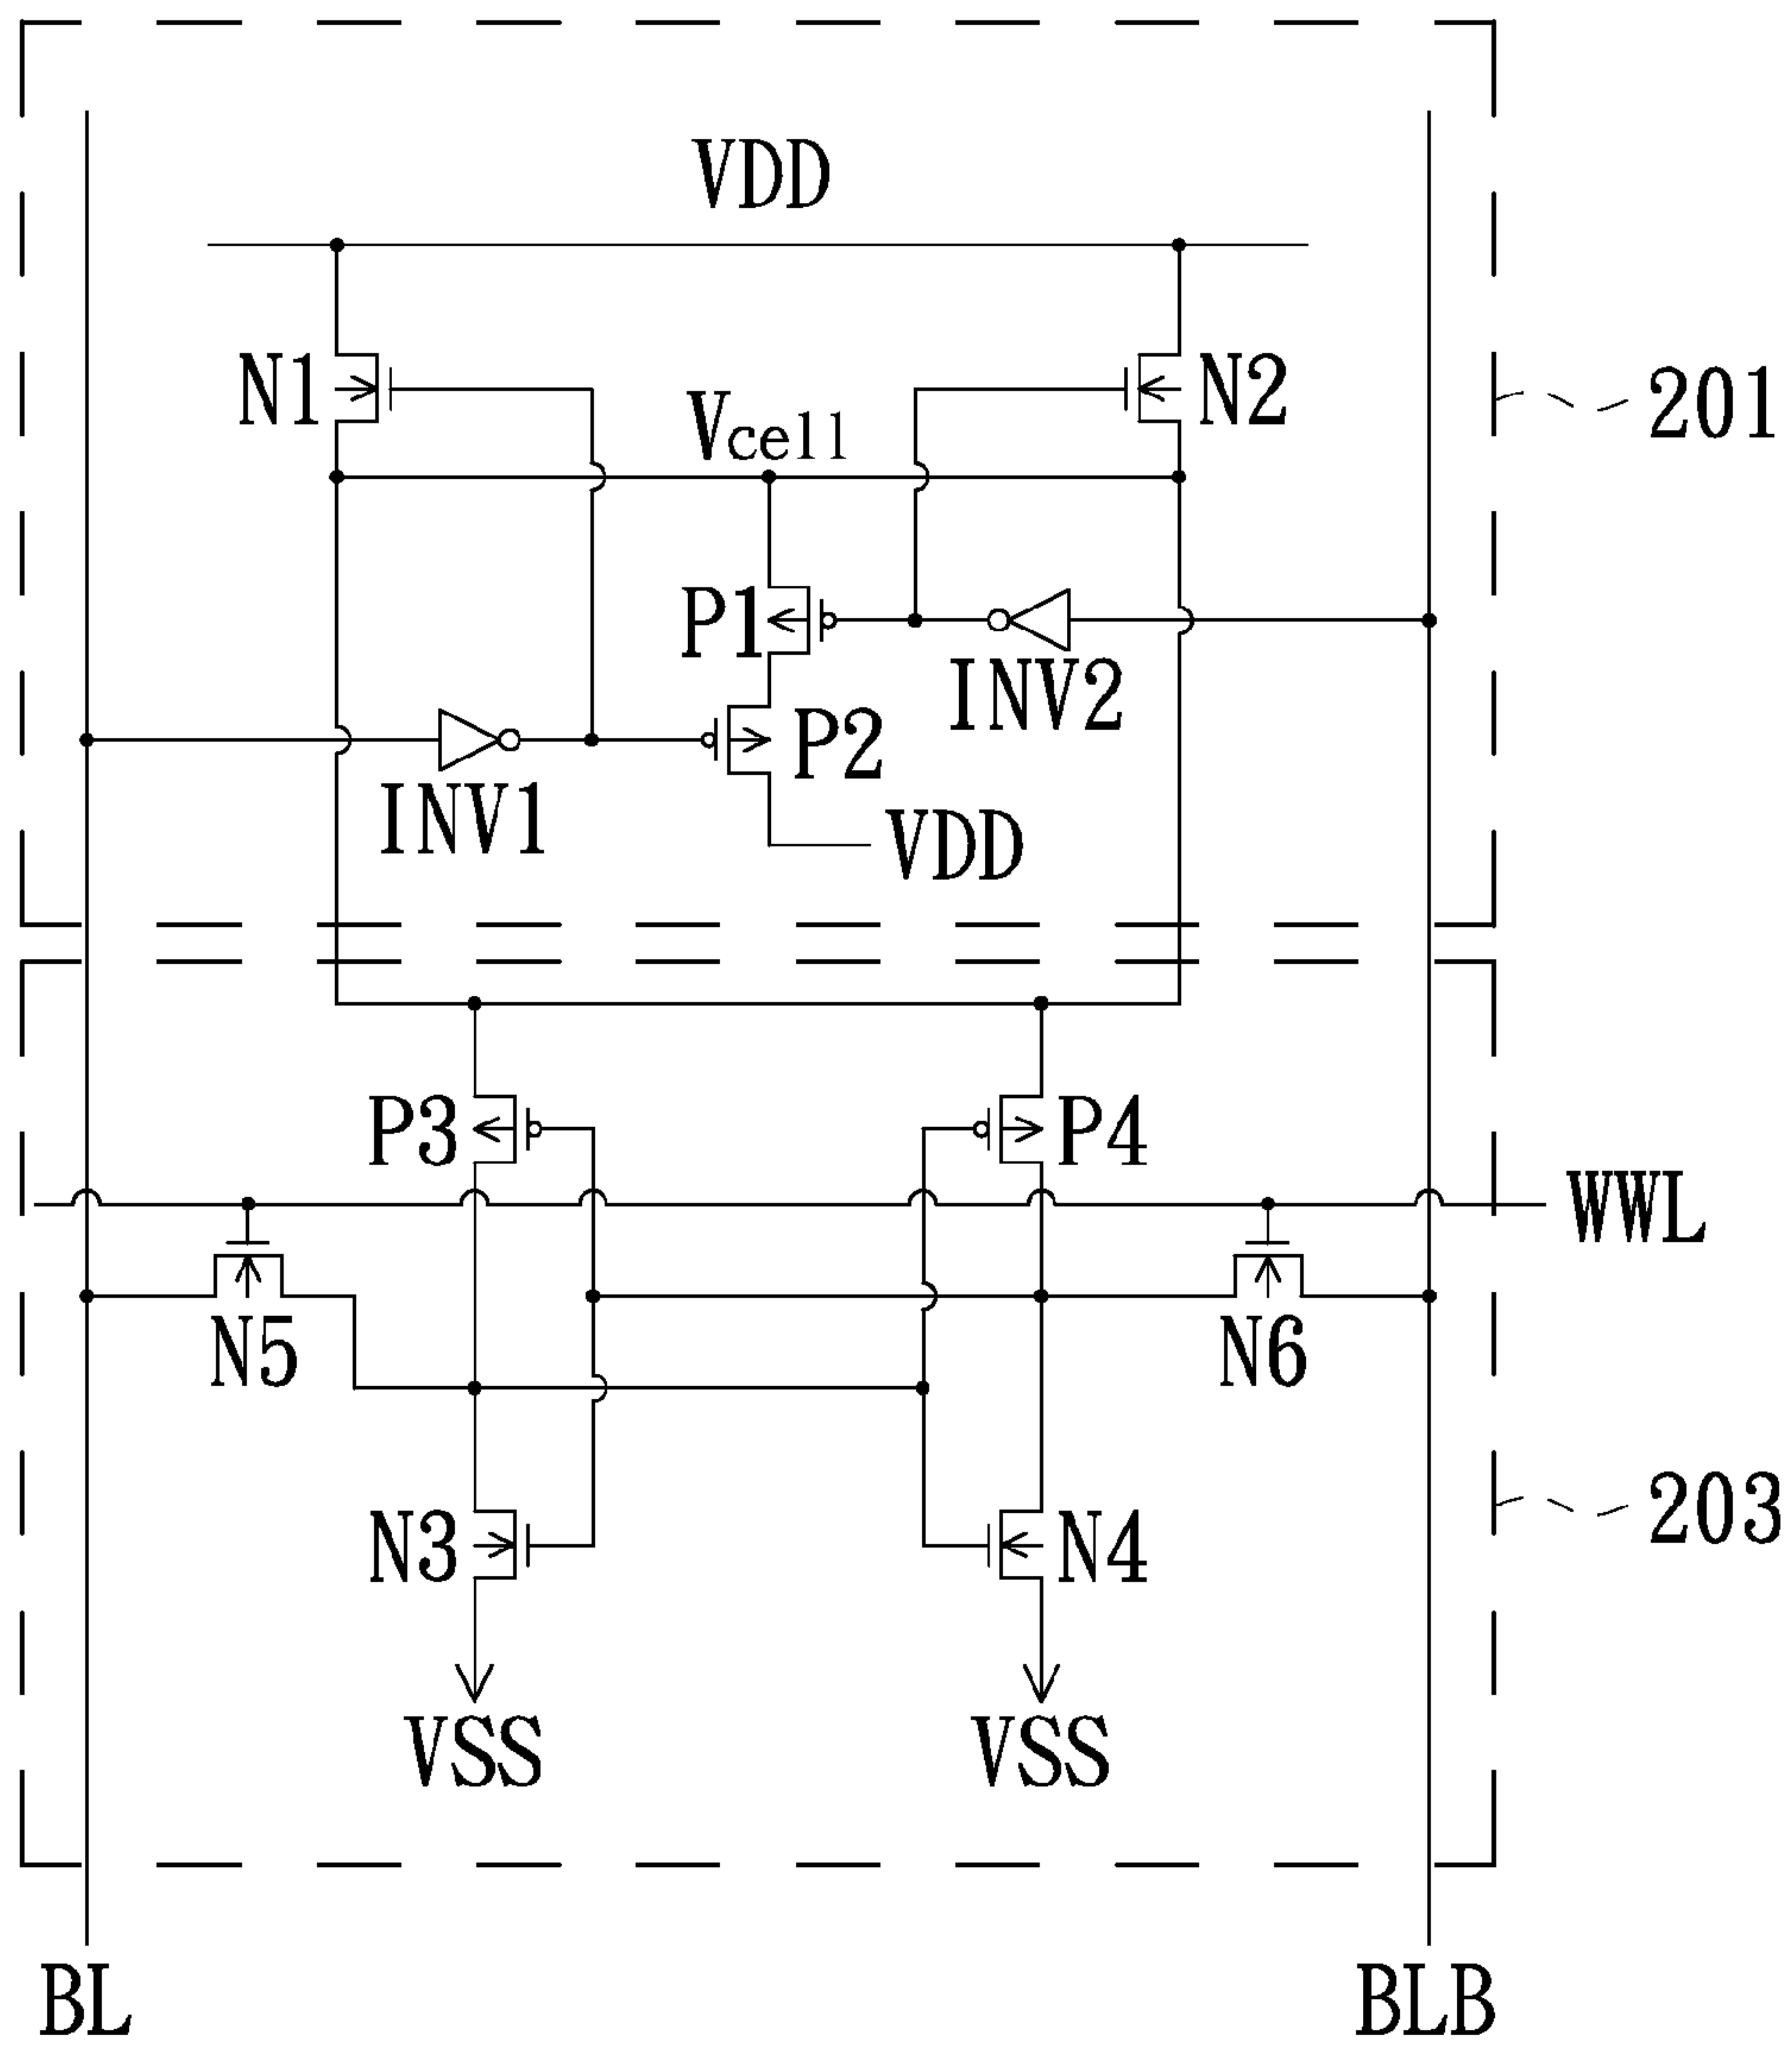 VDD
N1
N2
201
Vcell
P1
INV2
P2
INV1
VDD
P3
P4
WWL
N5
N6
N3
N4
203
VSS
VSS
BL
BLB